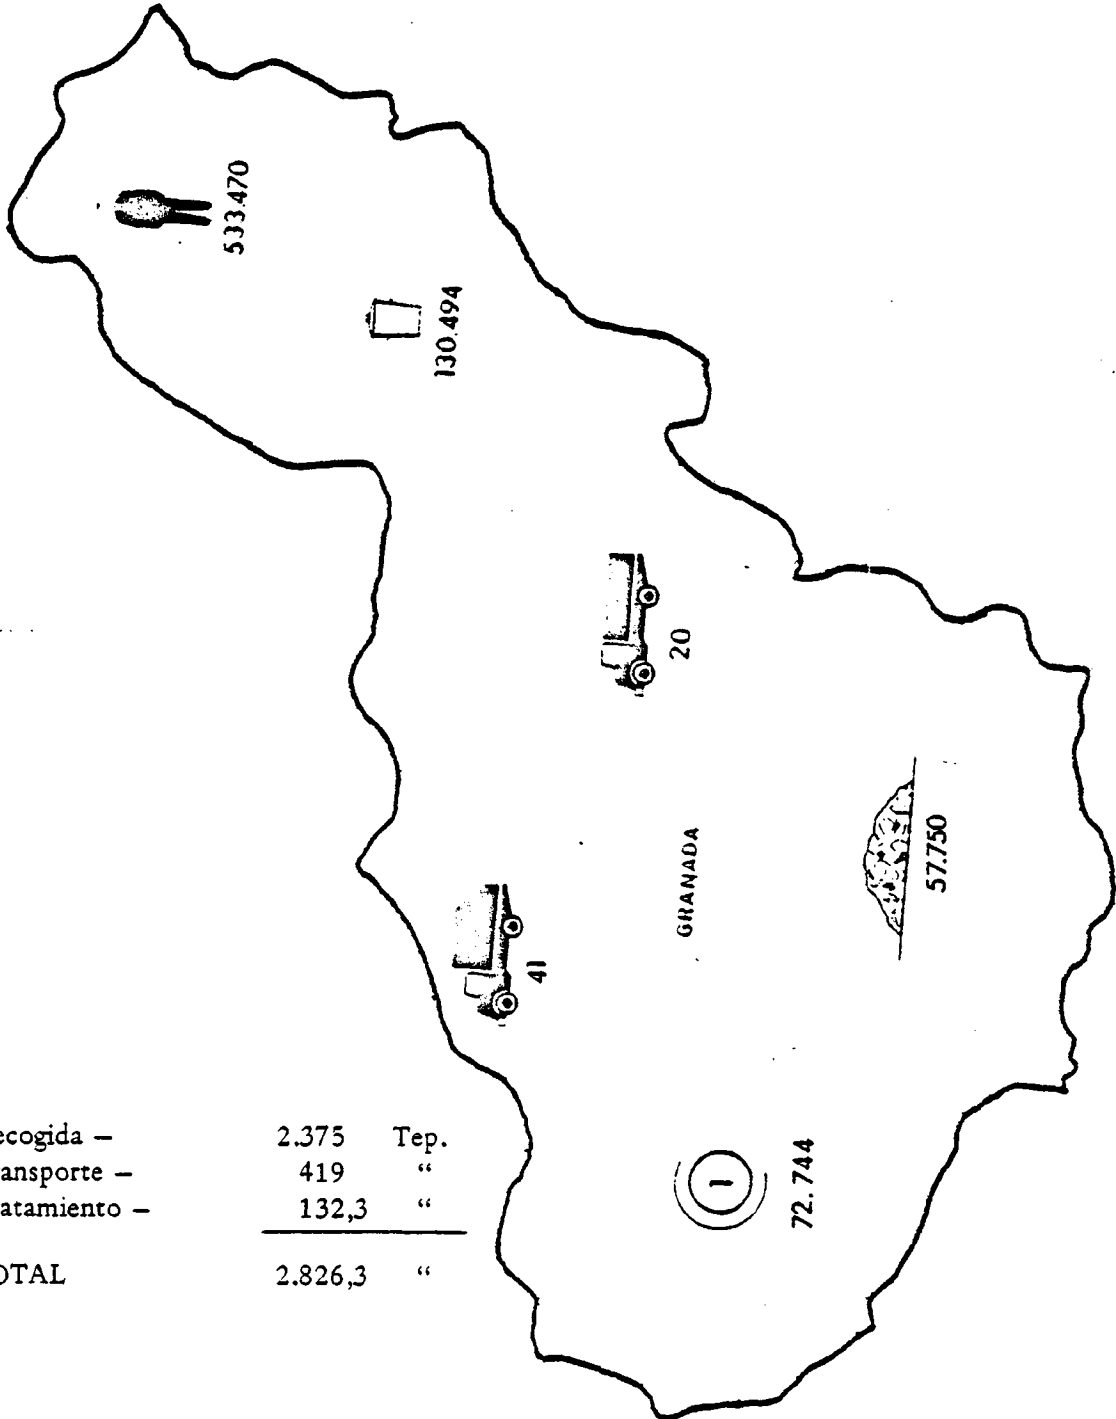 533.470
130.494
20
41
GRANADA
57.750
1
72.744
ecogida — 2.375 Tep.
ansporte — 419 “
atamiento — 132,3 “
OTAL 2.826,3 “